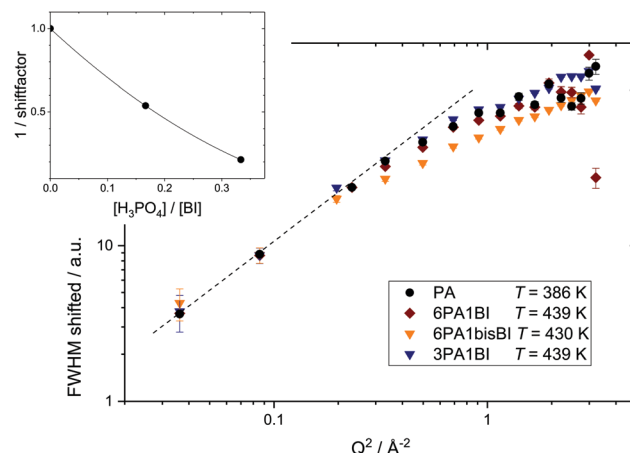 1.0
0.5
1 / shiftfactor
0.0 0.1 0.2 0.3
[H₃PO₄] / [BI]
10
1
FWHM shifted / a.u.
PA T = 386 K
6PA1BI T = 439 K
6PA1bisBI T = 430 K
3PA1BI T = 439 K
0.1 1
Q² / Å⁻²